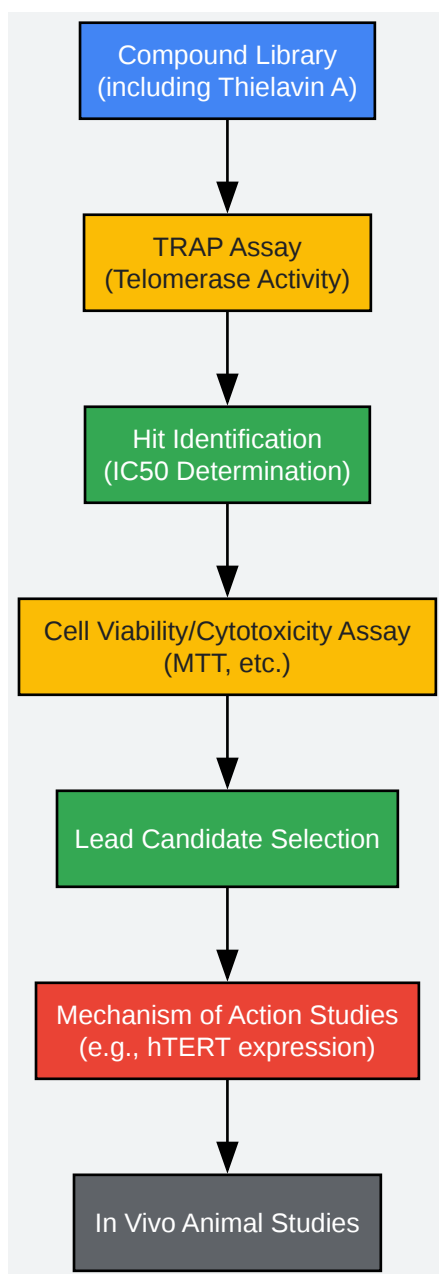 Compound Library
(including Thielavin A)
TRAP Assay
(Telomerase Activity)
Hit Identification
(IC50 Determination)
Cell Viability/Cytotoxicity Assay
(MTT, etc.)
Lead Candidate Selection
Mechanism of Action Studies
(e.g., hTERT expression)
In Vivo Animal Studies